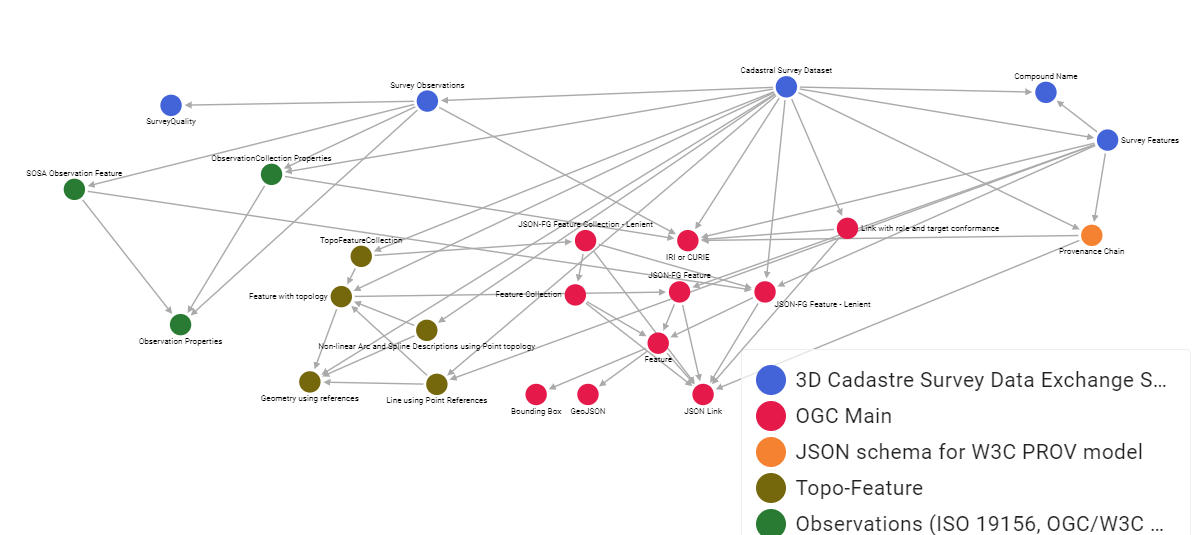 Cadastral Survey Dataset
Compound Name
Survey Observations
SurveyQuality
Survey Features
ObservationCollection Properties
SOSA Observation Feature
JSON-FG Feature Collection - Lenient
Link with role and target conformance
TopoFeatureCollection
IRI or CURIE
Provenance Chain
JSON-FG Feature
Feature with topology
Feature Collection
JSON-FG Feature - Lenient
Observation Properties
Non-linear Arc and Spline Descriptions using Point topology
Feature
Geometry using references
Line using Point References
Bounding Box
GeoJSON
JSON Link
3D Cadastre Survey Data Exchange S...
OGC Main
JSON schema for W3C PROV model
Topo-Feature
Observations (ISO 19156, OGC/W3C ...